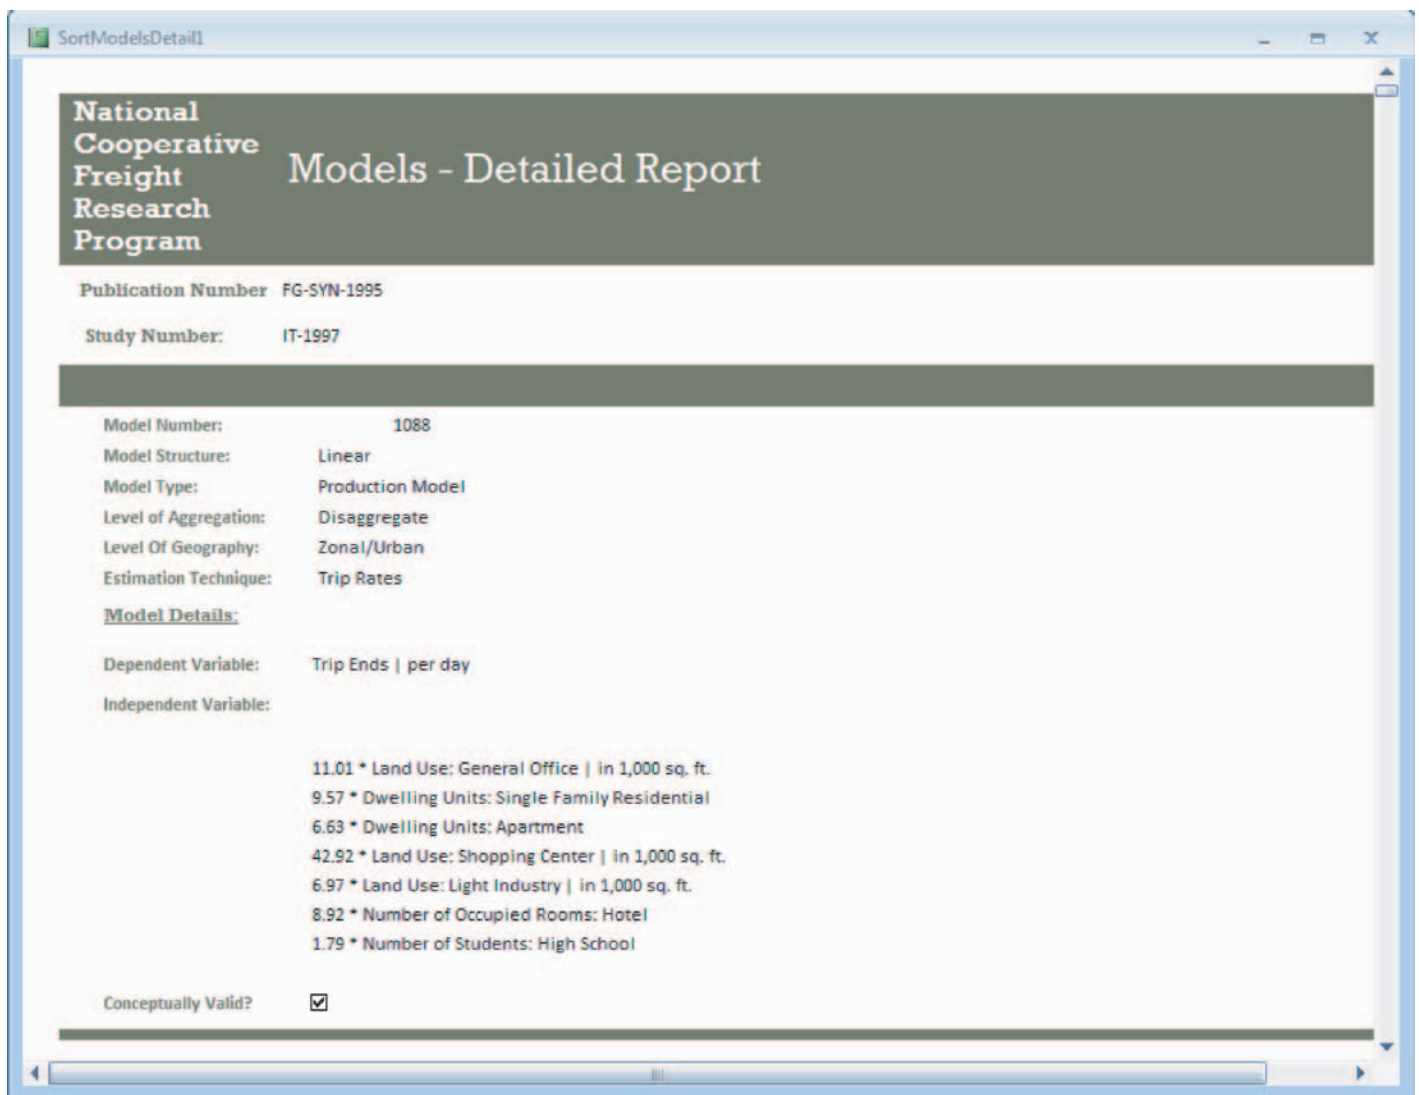 SortModelsDetail1
National
Cooperative
Freight
Research
Program
Models - Detailed Report
Publication Number FG-SYN-1995
Study Number: IT-1997
Model Number: 1088
Model Structure: Linear
Model Type: Production Model
Level of Aggregation: Disaggregate
Level Of Geography: Zonal/Urban
Estimation Technique: Trip Rates
Model Details:
Dependent Variable: Trip Ends | per day
Independent Variable:
11.01 * Land Use: General Office | in 1,000 sq. ft.
9.57 * Dwelling Units: Single Family Residential
6.63 * Dwelling Units: Apartment
42.92 * Land Use: Shopping Center | in 1,000 sq. ft.
6.97 * Land Use: Light Industry | in 1,000 sq. ft.
8.92 * Number of Occupied Rooms: Hotel
1.79 * Number of Students: High School
Conceptually Valid?